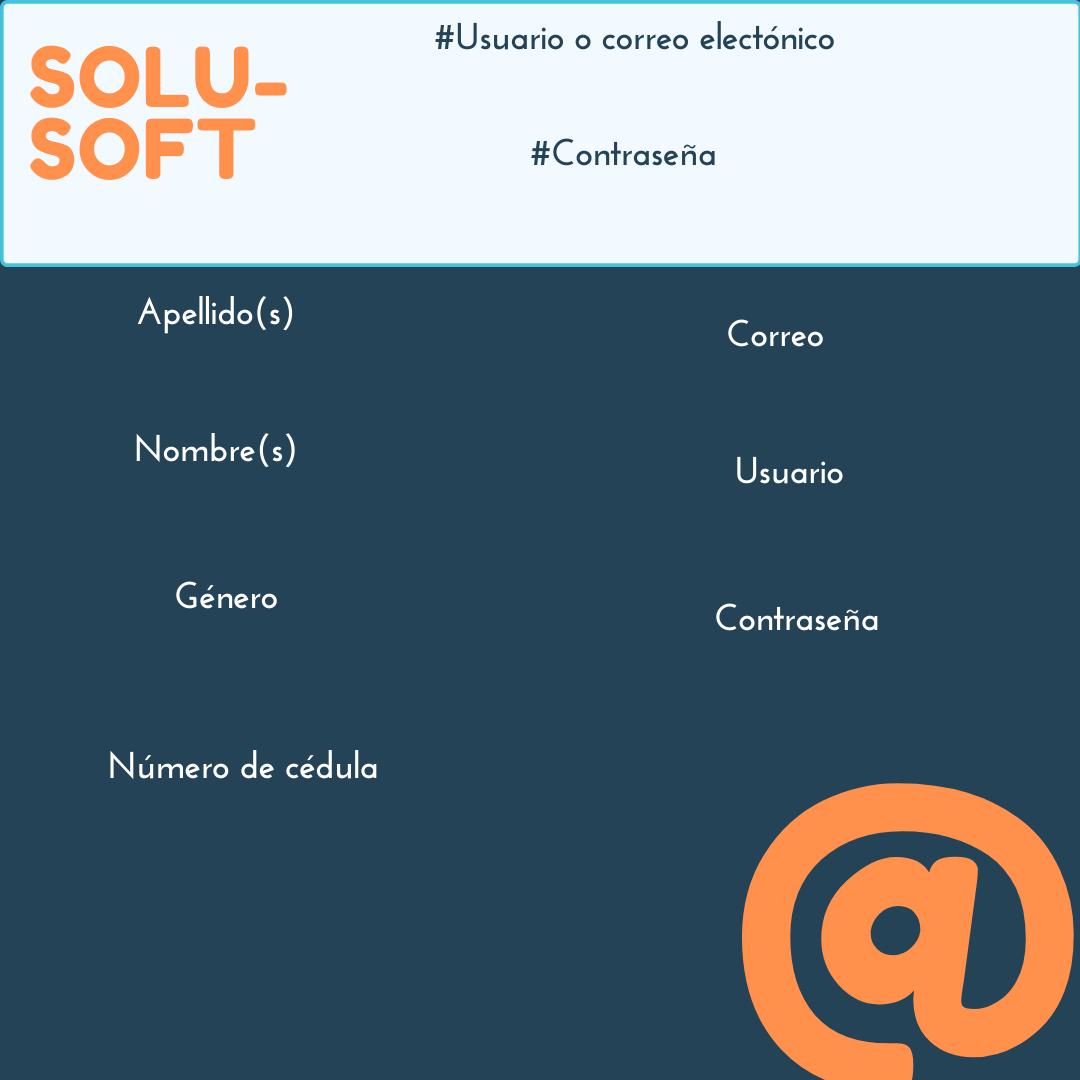 SOLU-
SOFT
#Usuario o correo electónico
#Contraseña
Apellido(s)
Nombre(s)
Género
Número de cédula
Correo
Usuario
Contraseña
@